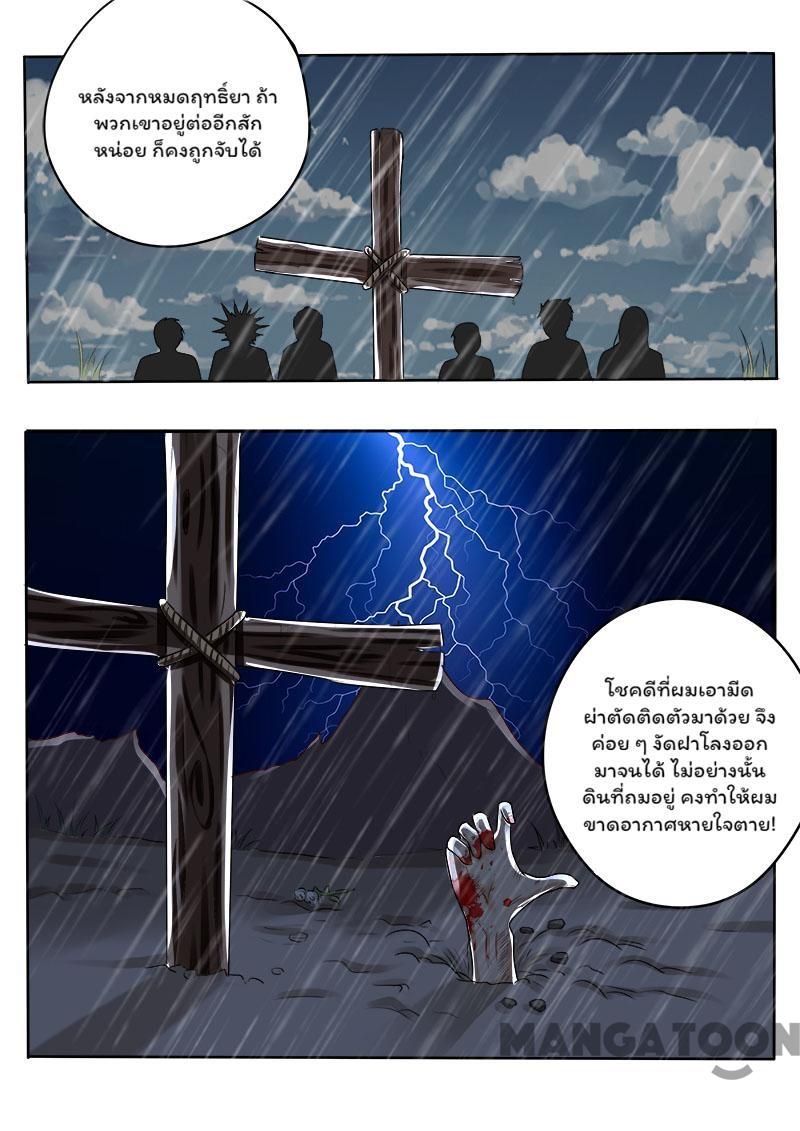 หลังจากหมดฤทธิ์ยา ถ้า
พวกเขาอยู่ต่ออีกสัก
หน่อย ก็คงถูกจับได้
โชคดีที่ผมเอามีด
ผ่าตัดติดตัวมาด้วย จึง
ค่อย ๆ งัดฝาโลงออก
มาจนได้ ไม่อย่างนั้น
ดินที่ถมอยู่ คงทำให้ผม
ขาดอากาศหายใจตาย!
MANGATOON